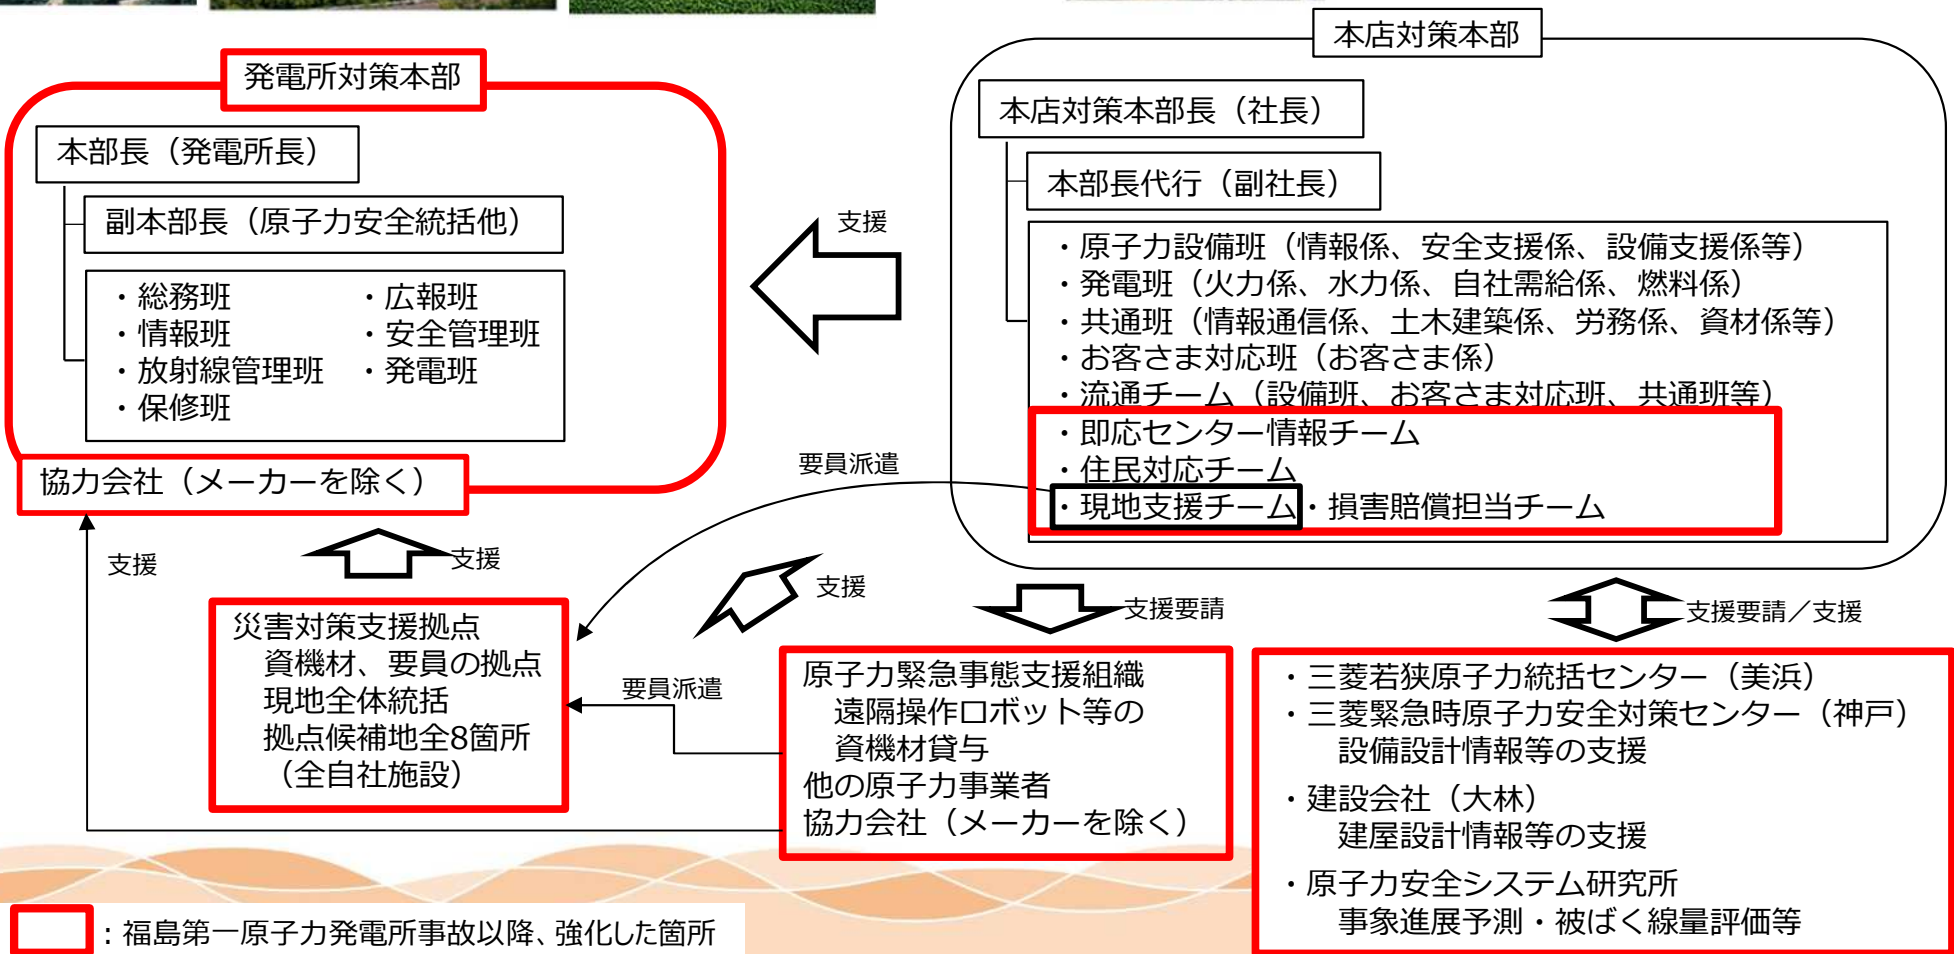 発電所対策本部
本部長（発電所長）
副本部長（原子力安全統括他）
・総務班　・広報班
・情報班　・安全管理班
・放射線管理班　・発電班
・保修班
協力会社（メーカーを除く）
支援
本店対策本部
本店対策本部長（社長）
本部長代行（副社長）
・原子力設備班（情報係、安全支援係、設備支援係等）
・発電班（火力係、水力係、自社需給係、燃料係）
・共通班（情報通信係、土木建築係、労務係、資材係等）
・お客さま対応班（お客さま係）
・流通チーム（設備班、お客さま対応班、共通班等）
・即応センター情報チーム
・住民対応チーム
・現地支援チーム・損害賠償担当チーム
要員派遣
支援
支援
支援
支援要請
支援要請／支援
災害対策支援拠点
資機材、要員の拠点
現地全体統括
拠点候補地全8箇所
（全自社施設）
要員派遣
原子力緊急事態支援組織
遠隔操作ロボット等の
資機材貸与
他の原子力事業者
協力会社（メーカーを除く）
・三菱若狭原子力統括センター（美浜）
・三菱緊急時原子力安全対策センター（神戸）
設備設計情報等の支援
・建設会社（大林）
建屋設計情報等の支援
・原子力安全システム研究所
事象進展予測・被ばく線量評価等
：福島第一原子力発電所事故以降、強化した箇所